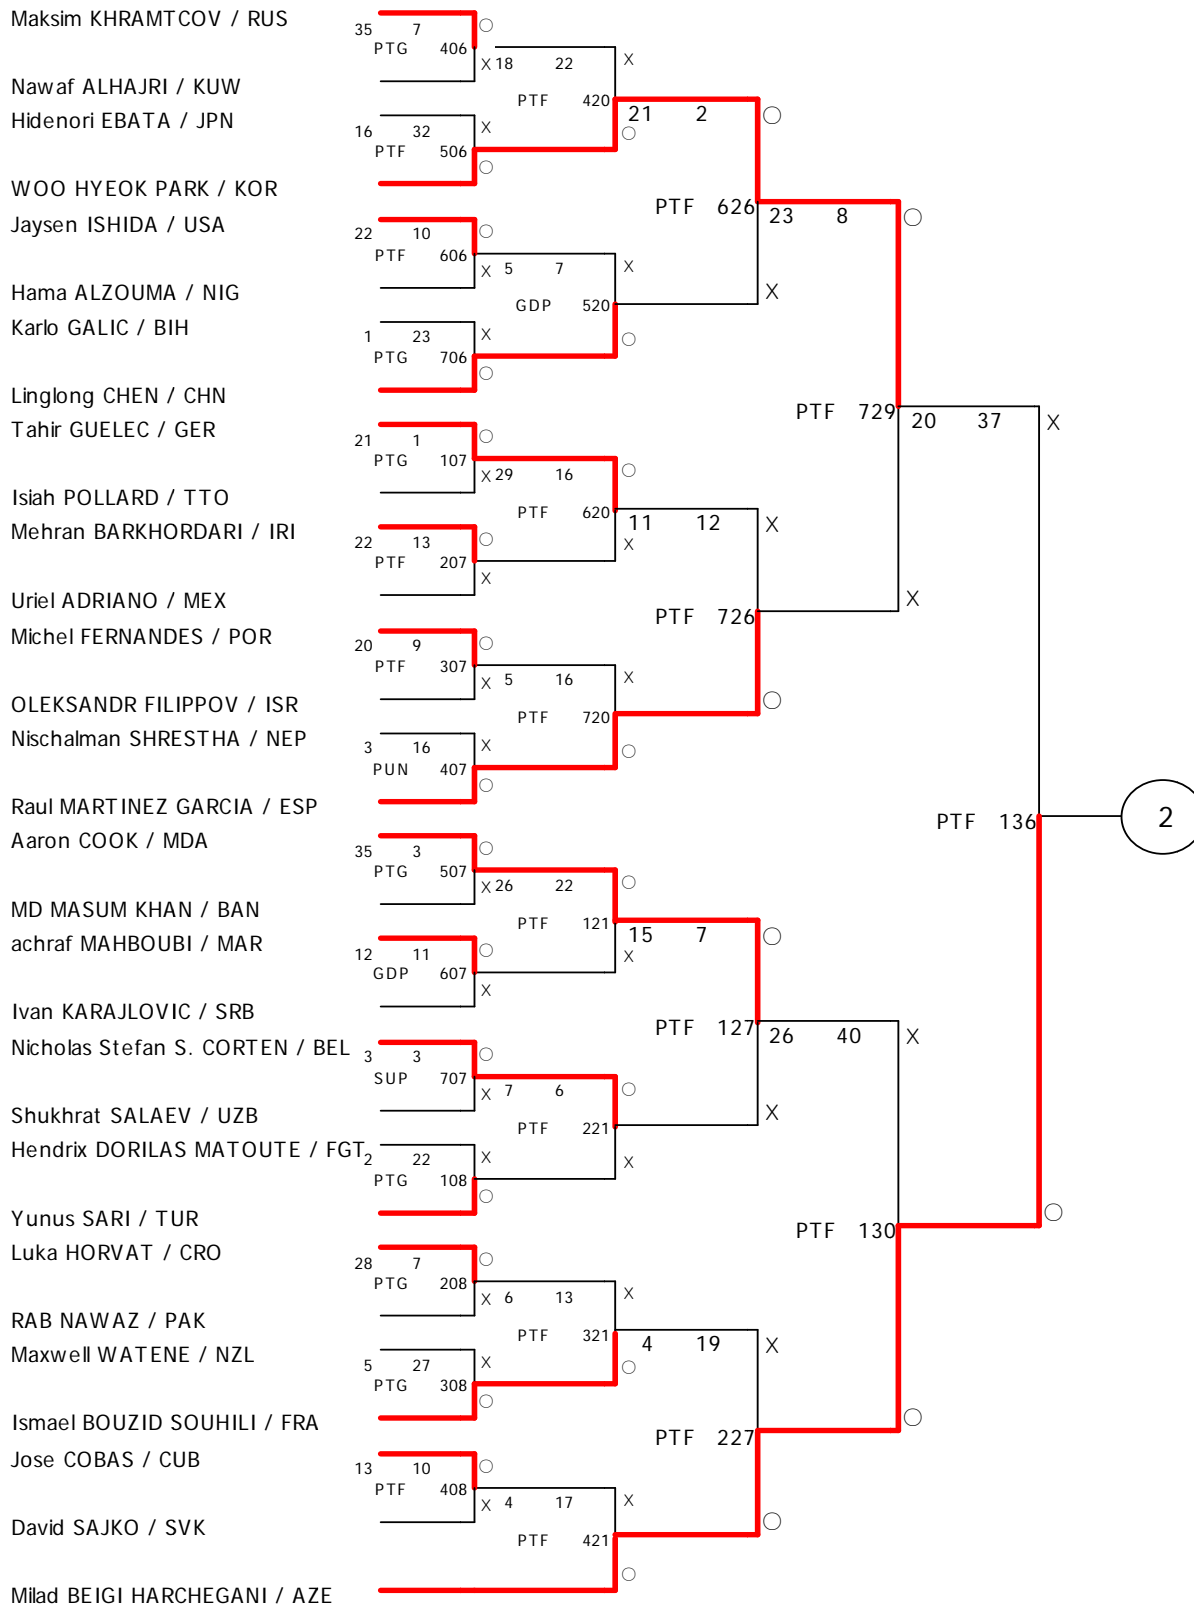 Maksim KHRAMTCOV / RUS
35 7
PTG 406
18 22
Nawaf ALHAJRI / KUW
PTF 420
21 2
Hidenori EBATA / JPN
16 32
PTF 506
WOO HYEOK PARK / KOR
PTF 626
23 8
Jaysen ISHIDA / USA
22 10
PTF 606
5 7
Hama ALZOUMA / NIG
GDP 520
Karlo GALIC / BIH
1 23
PTG 706
Linglong CHEN / CHN
PTF 729
20 37
Tahir GUELEC / GER
21 1
PTG 107
29 16
Isiah POLLARD / TTO
PTF 620
11 12
Mehran BARKHORDARI / IRI
22 13
PTF 207
Uriel ADRIANO / MEX
PTF 726
Michel FERNANDES / POR
20 9
PTF 307
5 16
OLEKSANDR FILIPPOV / ISR
PTF 720
Nischalman SHRESTHA / NEP
3 16
PUN 407
Raul MARTINEZ GARCIA / ESP
PTF 136
2
Aaron COOK / MDA
35 3
PTG 507
26 22
MD MASUM KHAN / BAN
PTF 121
15 7
achraf MAHBOUBI / MAR
12 11
GDP 607
Ivan KARAJLOVIC / SRB
PTF 127
26 40
Nicholas Stefan S. CORTEN / BEL
3 3
SUP 707
7 6
Shukhrat SALAEV / UZB
PTF 221
Hendrix DORILAS MATOUTE / FGT
2 22
PTG 108
Yunus SARI / TUR
PTF 130
Luka HORVAT / CRO
28 7
PTG 208
6 13
RAB NAWAZ / PAK
PTF 321
4 19
Maxwell WATENE / NZL
5 27
PTG 308
Ismael BOUZID SOUHILI / FRA
PTF 227
Jose COBAS / CUB
13 10
PTF 408
4 17
David SAJKO / SVK
PTF 421
Milad BEIGI HARCHEGANI / AZE